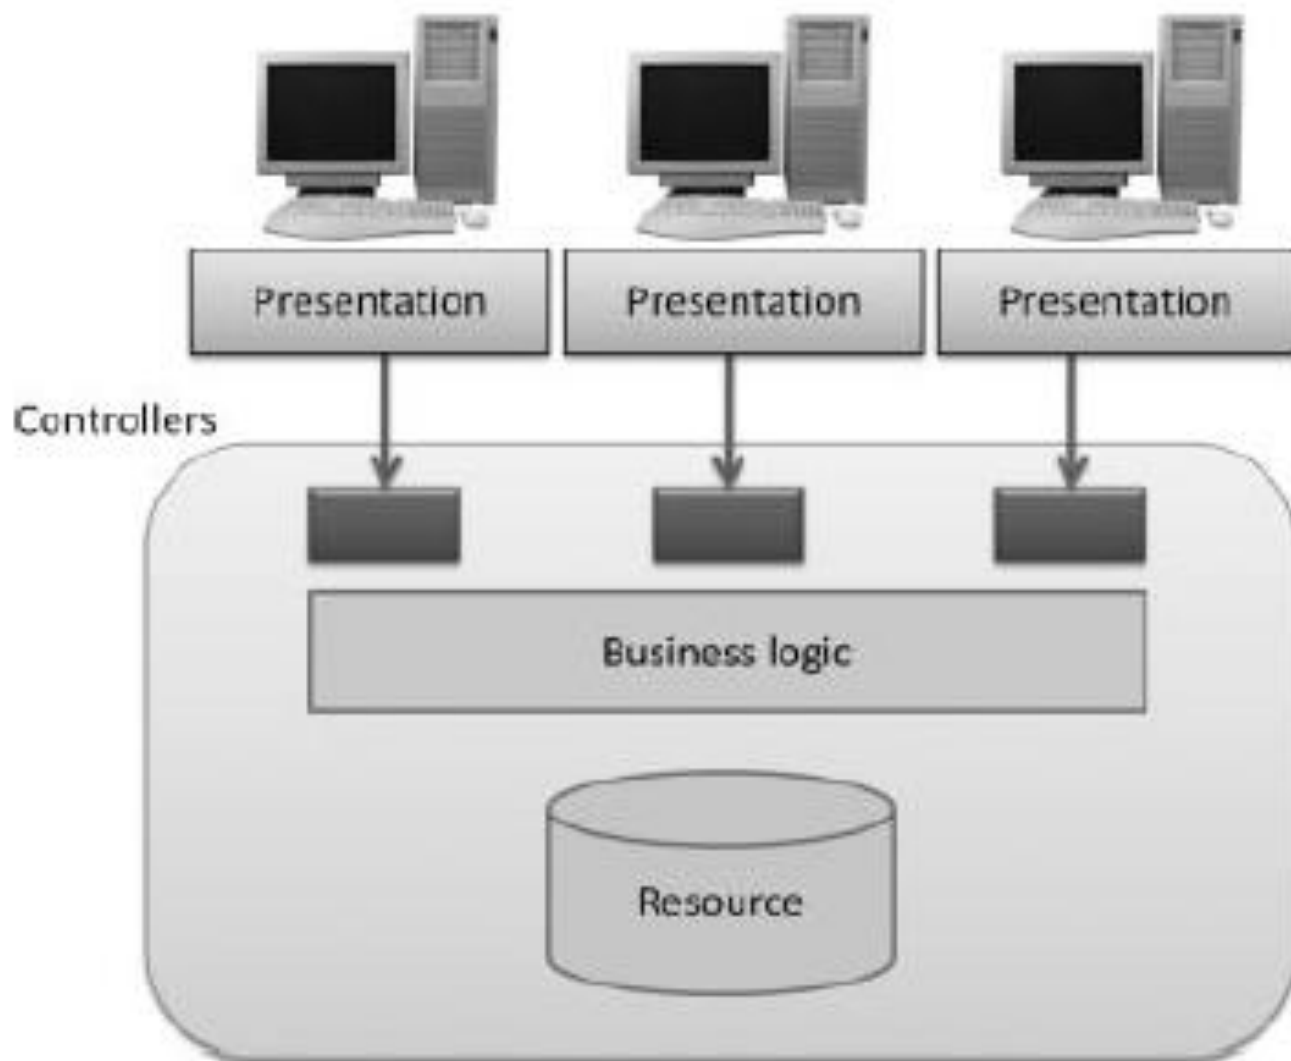 Presentation
Presentation
Presentation
Controllers
Business logic
Resource